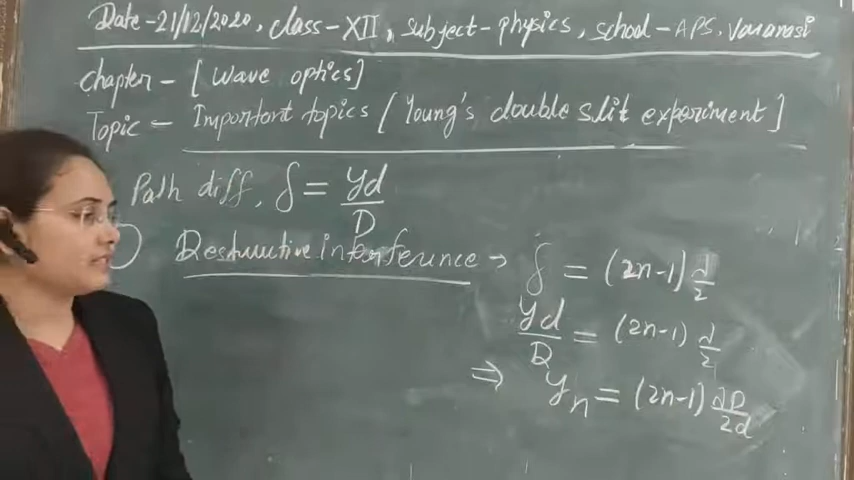 Date-21/12/2020, class-XII, subject-physics, school-APS, Varanasi
chapter - [Wave optics]
Topic - Important topics [Young's double slit experiment]
Path diff, δ = yd/D
Destructive interference → δ = (2n-1) λ/2
yd/D = (2n-1) λ/2
⇒ yn = (2n-1) λD/2d